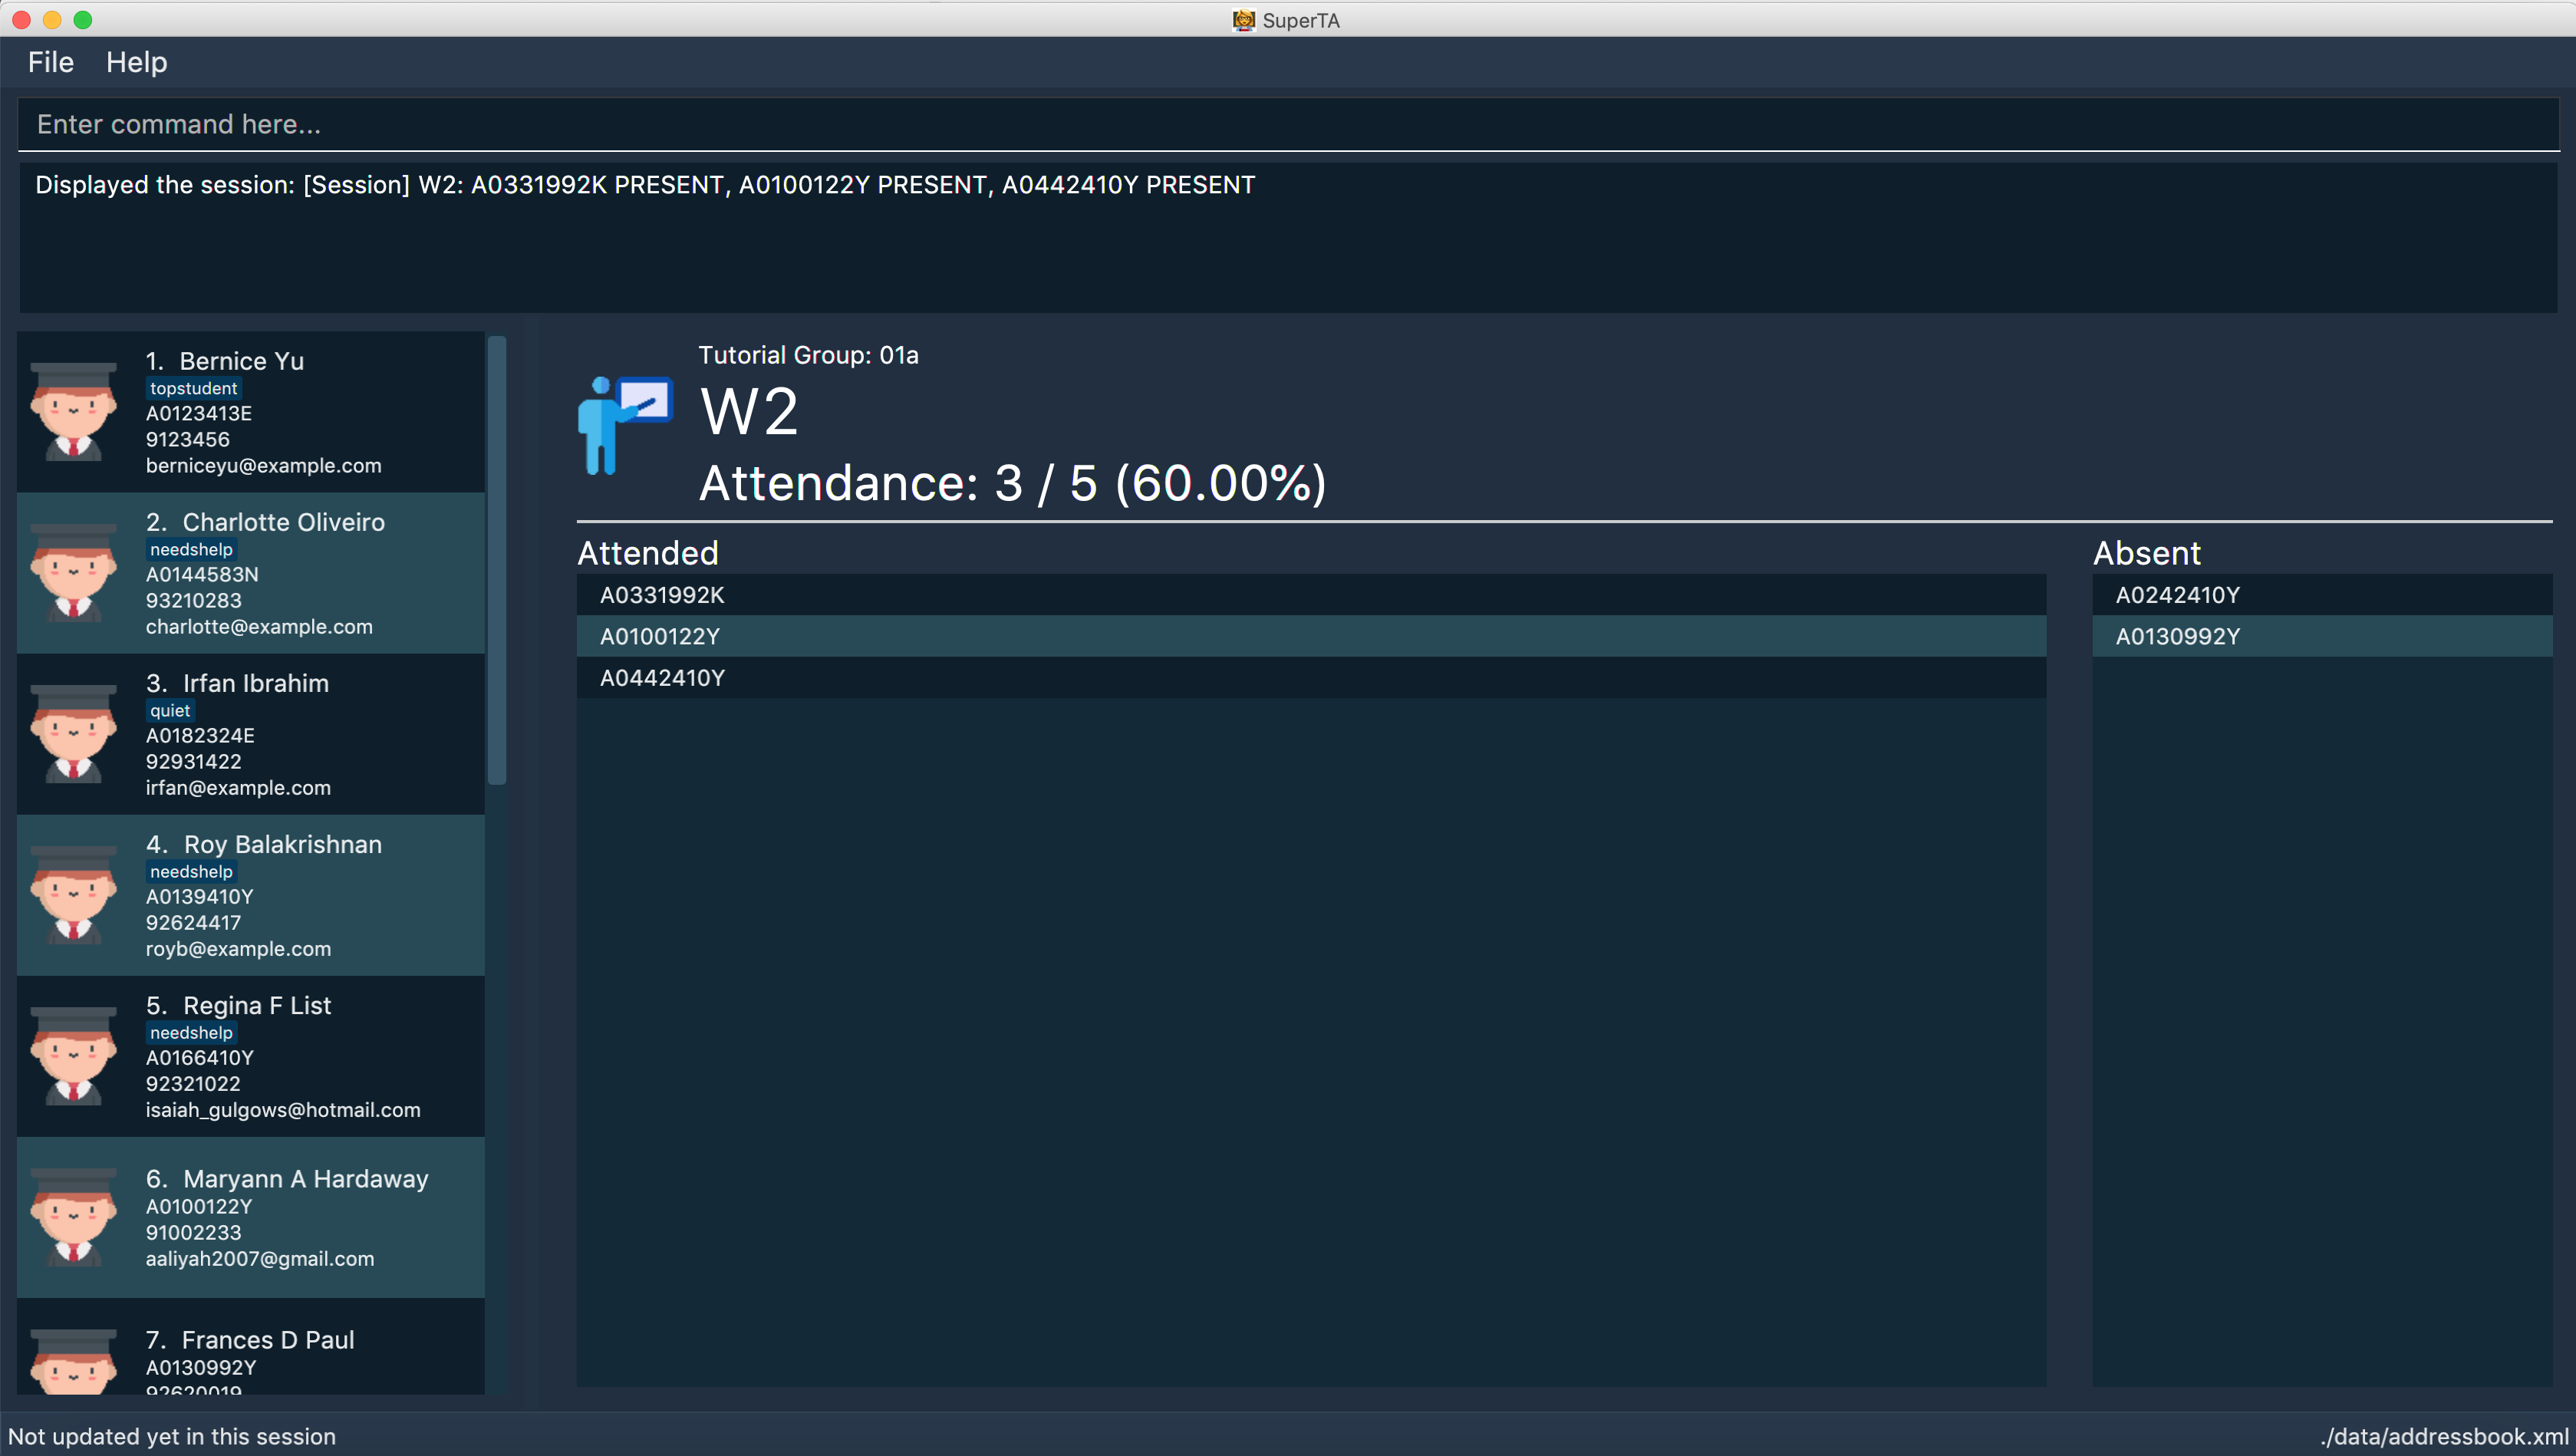 SuperTA
File Help
Enter command here...
Displayed the session: [Session] W2: A0331992K PRESENT, A0100122Y PRESENT, A0442410Y PRESENT
1. Bernice Yu
topstudent
A0123413E
9123456
berniceyu@example.com
2. Charlotte Oliveiro
needshelp
A0144583N
93210283
charlotte@example.com
3. Irfan Ibrahim
quiet
A0182324E
92931422
irfan@example.com
4. Roy Balakrishnan
needshelp
A0139410Y
92624417
royb@example.com
5. Regina F List
needshelp
A0166410Y
92321022
isaiah_gulgows@hotmail.com
6. Maryann A Hardaway
A0100122Y
91002233
aaliyah2007@gmail.com
7. Frances D Paul
A0130992Y
92620019
Tutorial Group: 01a
W2
Attendance: 3 / 5 (60.00%)
Attended
A0331992K
A0100122Y
A0442410Y
Absent
A0242410Y
A0130992Y
Not updated yet in this session
./data/addressbook.xml